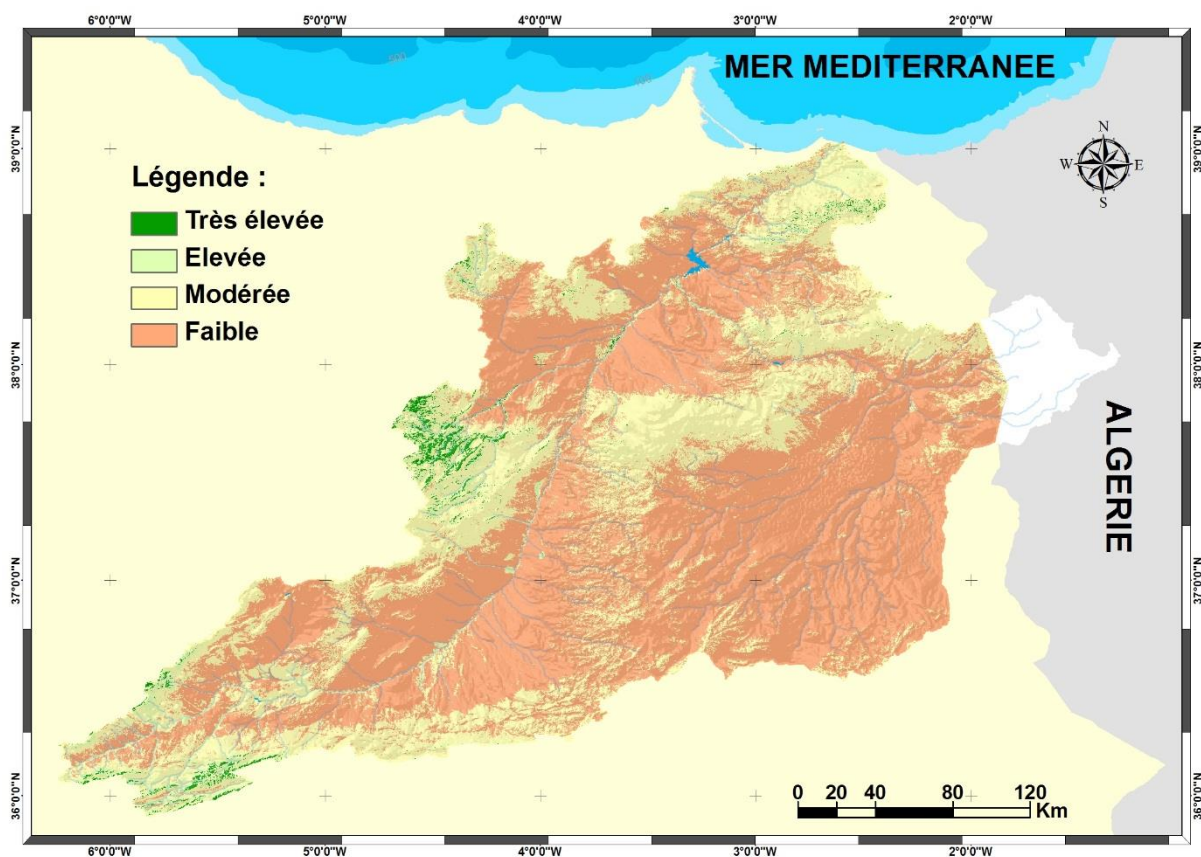 6°0'0"W 5°0'0"W 4°0'0"W 3°0'0"W 2°0'0"W
MER MEDITERRANEE
39°0'0"N 39°0'0"N
N
W E
S
Légende :
Très élevée
Elevée
Modérée
Faible
38°0'0"N 38°0'0"N
ALGERIE
37°0'0"N 37°0'0"N
0 20 40 80 120
Km
36°0'0"N 36°0'0"N
6°0'0"W 5°0'0"W 4°0'0"W 3°0'0"W 2°0'0"W